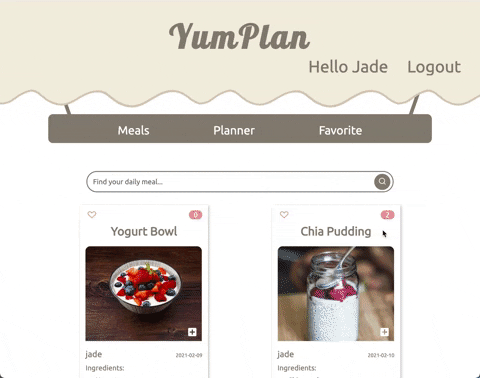 YumPlan
Hello Jade Logout
Meals Planner Favorite
Find your daily meal...
0
2
Yogurt Bowl
Chia Pudding
jade 2021-02-09
jade 2021-02-10
Ingredients:
Ingredients: